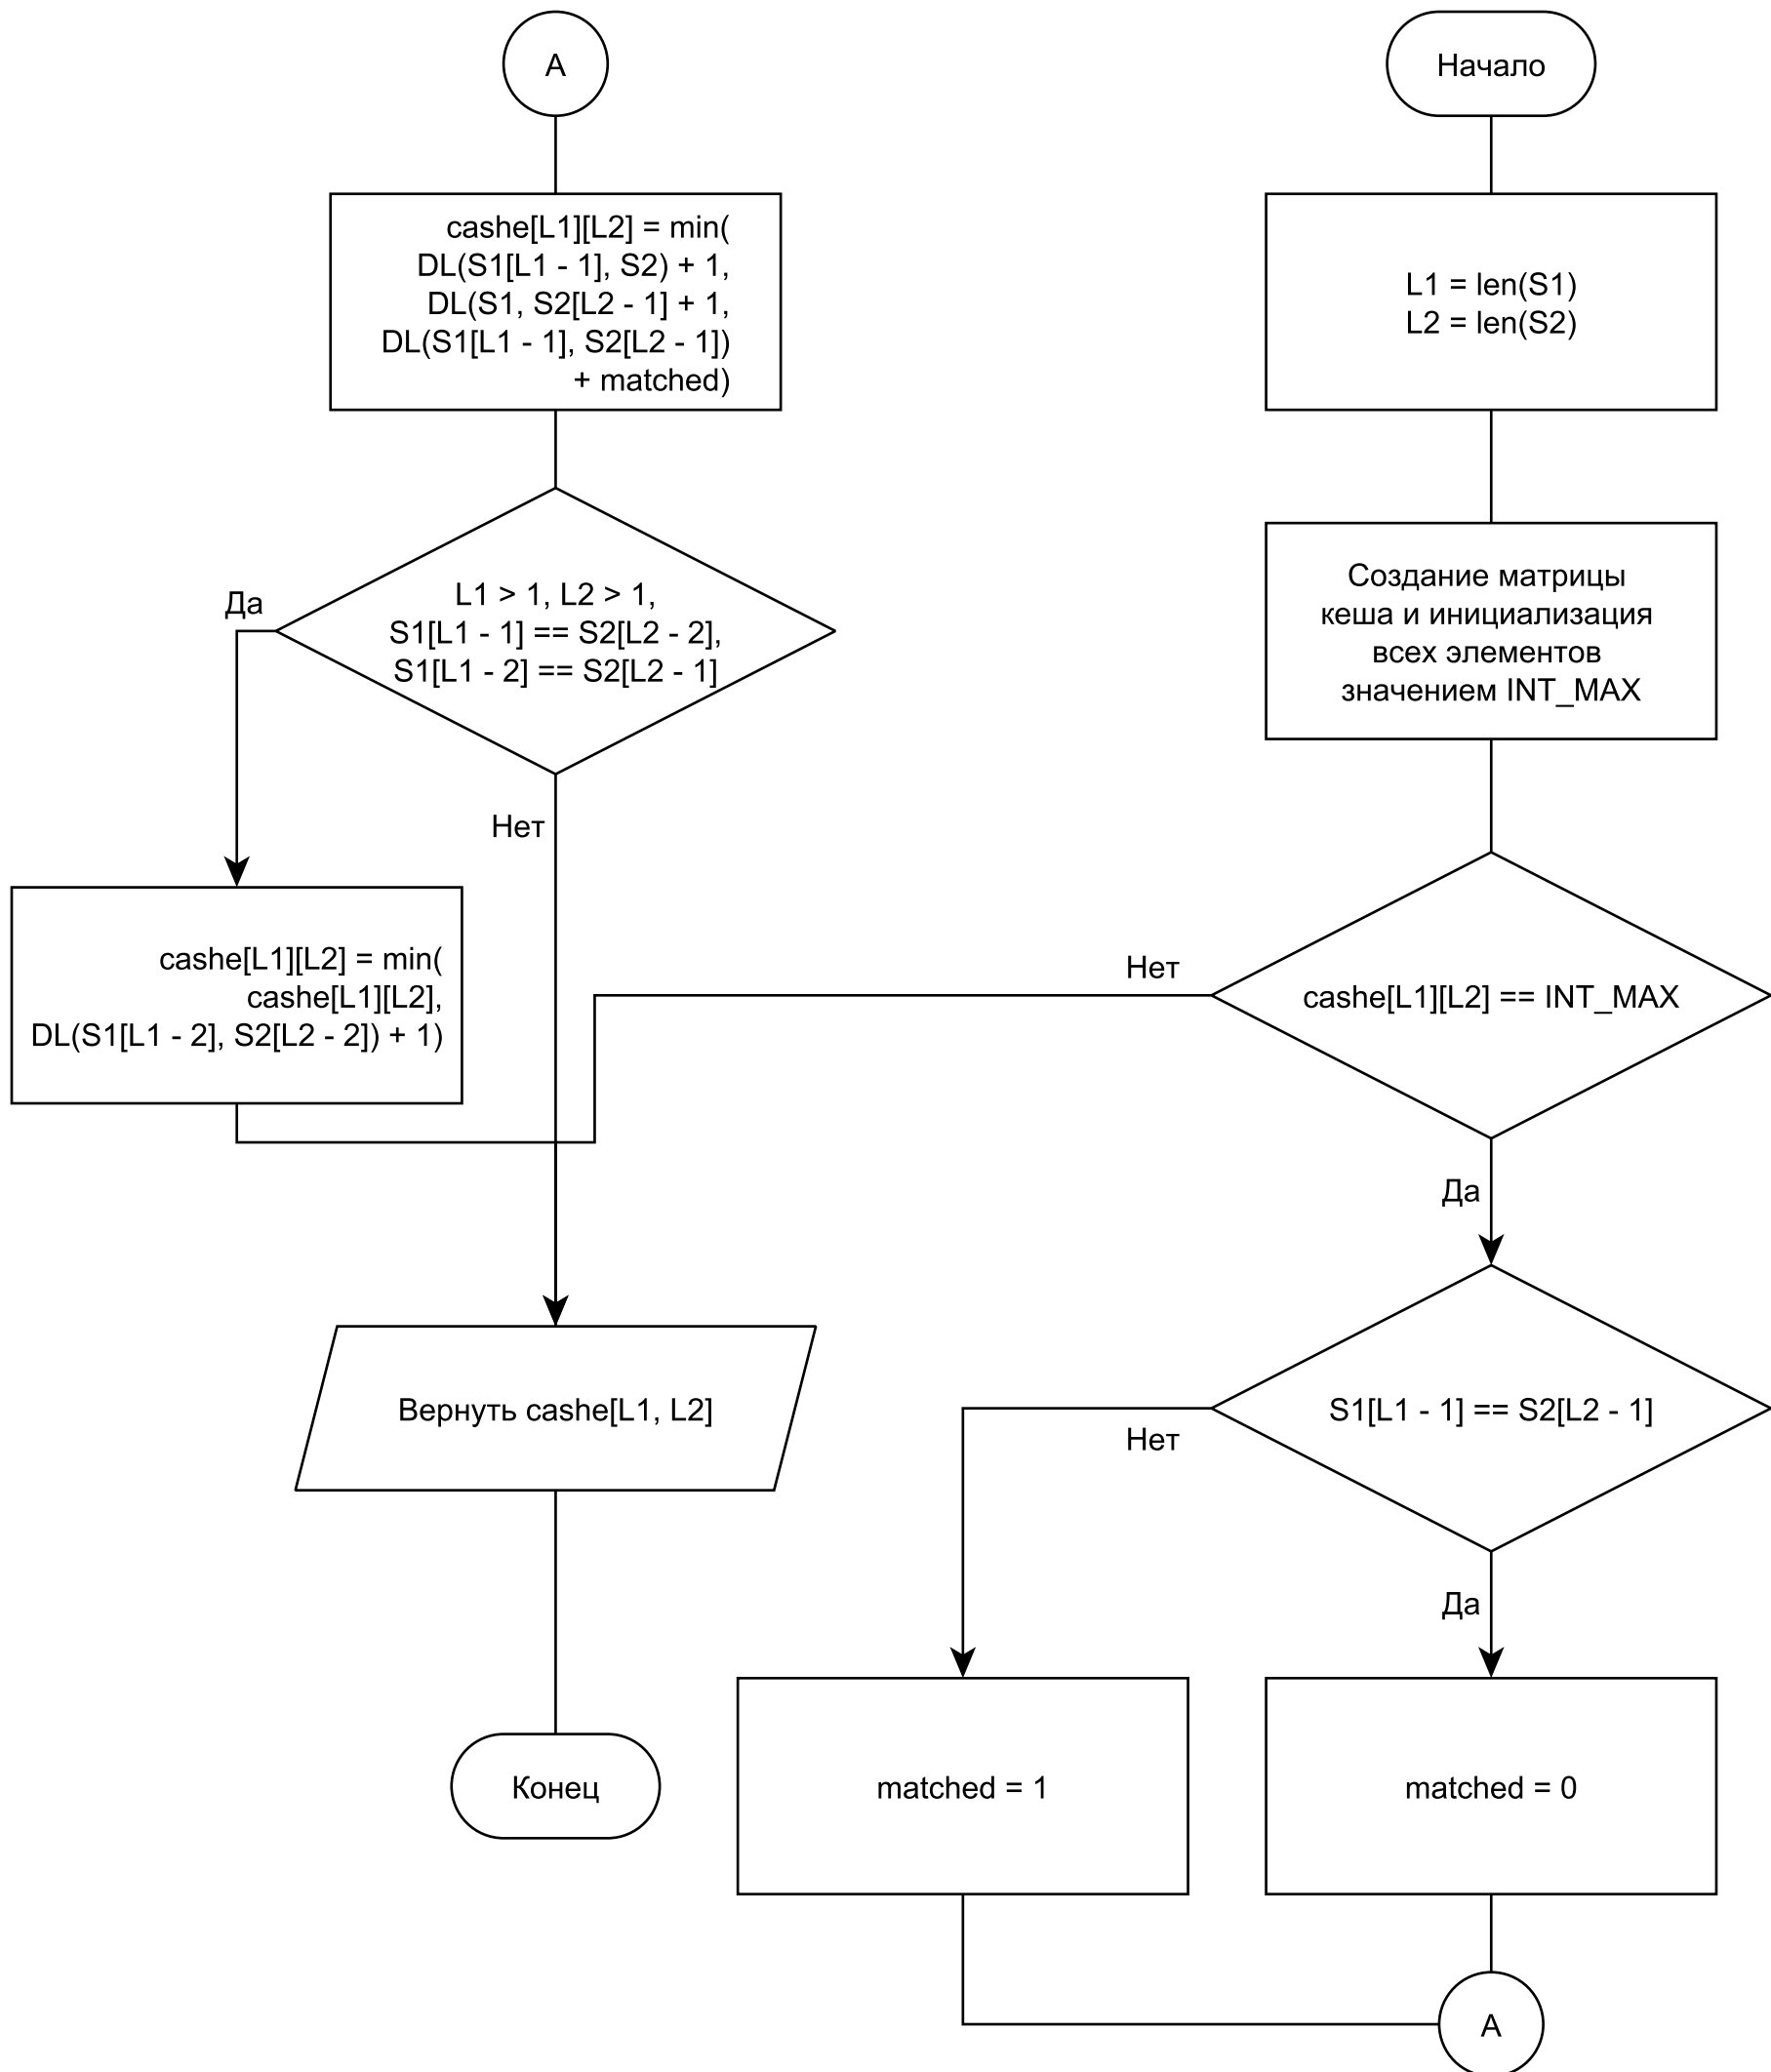 A
cashe[L1][L2] = min(
DL(S1[L1 - 1], S2) + 1,
DL(S1, S2[L2 - 1] + 1,
DL(S1[L1 - 1], S2[L2 - 1])
+ matched)
L1 > 1, L2 > 1,
S1[L1 - 1] == S2[L2 - 2],
S1[L1 - 2] == S2[L2 - 1]
Да
Нет
cashe[L1][L2] = min(
cashe[L1][L2],
DL(S1[L1 - 2], S2[L2 - 2]) + 1)
Вернуть cashe[L1, L2]
Конец
Начало
L1 = len(S1)
L2 = len(S2)
Создание матрицы
кеша и инициализация
всех элементов
значением INT_MAX
Нет
cashe[L1][L2] == INT_MAX
Да
S1[L1 - 1] == S2[L2 - 1]
Нет
Да
matched = 1
matched = 0
A